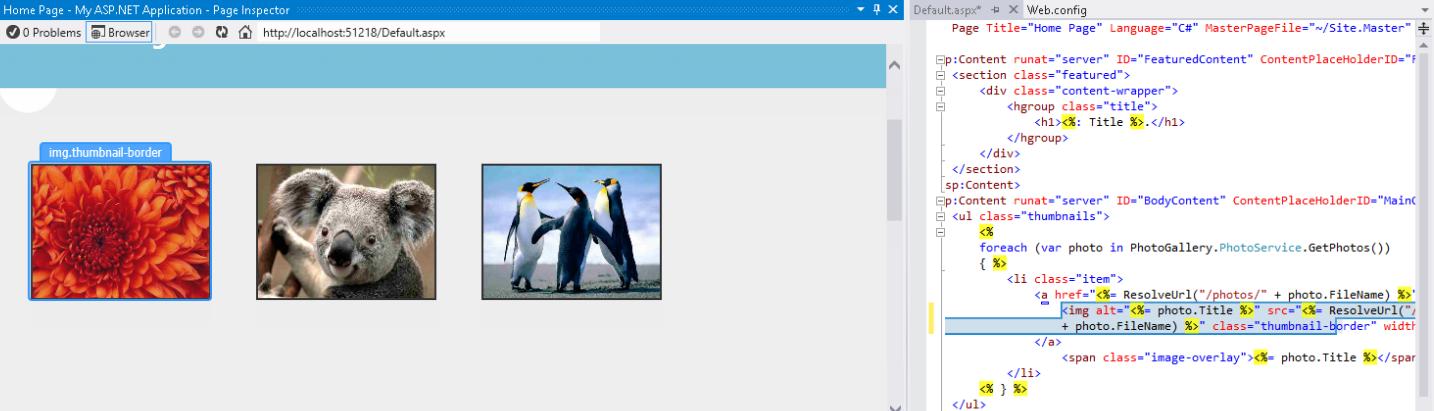 Home Page - My ASP.NET Application - Page Inspector
0 Problems Browser http://localhost:51218/Default.aspx
img.thumbnail-border
Default.aspx* Web.config
Page Title="Home Page" Language="C#" MasterPageFile="~/Site.Master"
p:Content runat="server" ID="FeaturedContent" ContentPlaceHolderID="F
<section class="featured">
<div class="content-wrapper">
<hgroup class="title">
<h1><%: Title %>.</h1>
</hgroup>
</div>
</section>
sp:Content>
p:Content runat="server" ID="BodyContent" ContentPlaceHolderID="MainC
<ul class="thumbnails">
<%
foreach (var photo in PhotoGallery.PhotoService.GetPhotos())
{ %>
<li class="item">
<a href="<%= ResolveUrl("/photos/" + photo.FileName) %>"
<img alt="<%= photo.Title %>" src="<%= ResolveUrl("/
+ photo.FileName) %>" class="thumbnail-border" width
</a>
<span class="image-overlay"><%= photo.Title %></span
</li>
<% } %>
</ul>